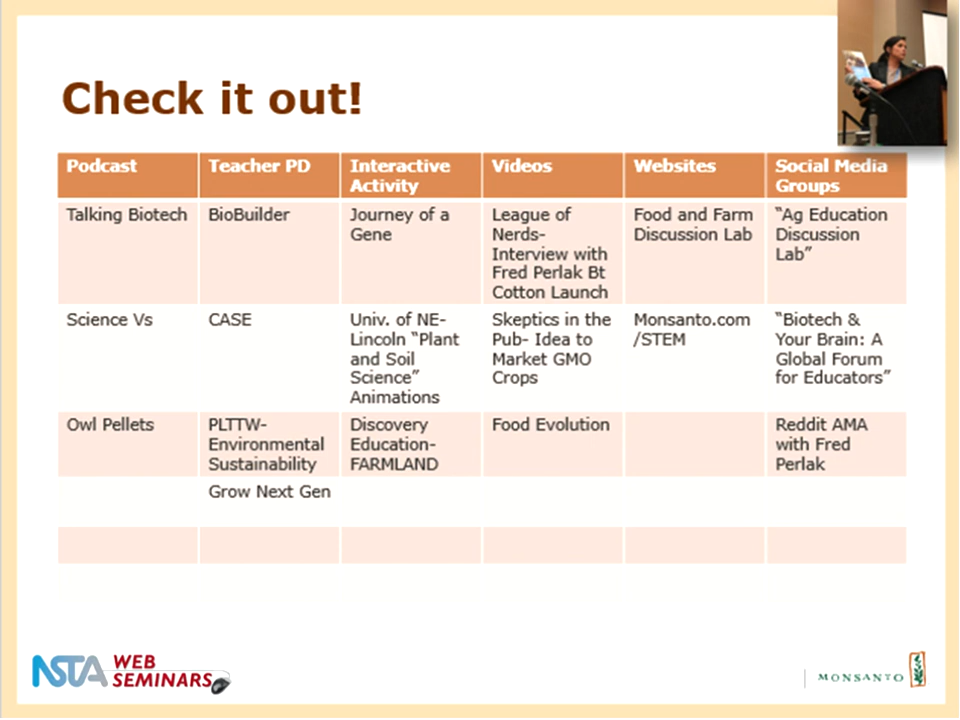 Check it out!
Podcast
Teacher PD
Interactive
Activity
Videos
Websites
Social Media
Groups
Talking Biotech
BioBuilder
Journey of a
Gene
League of
Nerds-
Interview with
Fred Perlak Bt
Cotton Launch
Food and Farm
Discussion Lab
“Ag Education
Discussion
Lab”
Science Vs
CASE
Univ. of NE-
Lincoln “Plant
and Soil
Science”
Animations
Skeptics in the
Pub- Idea to
Market GMO
Crops
Monsanto.com
/STEM
“Biotech &
Your Brain: A
Global Forum
for Educators”
Owl Pellets
PLTTW-
Environmental
Sustainability
Discovery
Education-
FARMLAND
Food Evolution
Reddit AMA
with Fred
Perlak
Grow Next Gen
NSTA WEB
SEMINARS
MONSANTO